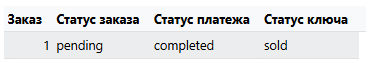 Заказ Статус заказа Статус платежа Статус ключа
1 pending completed sold